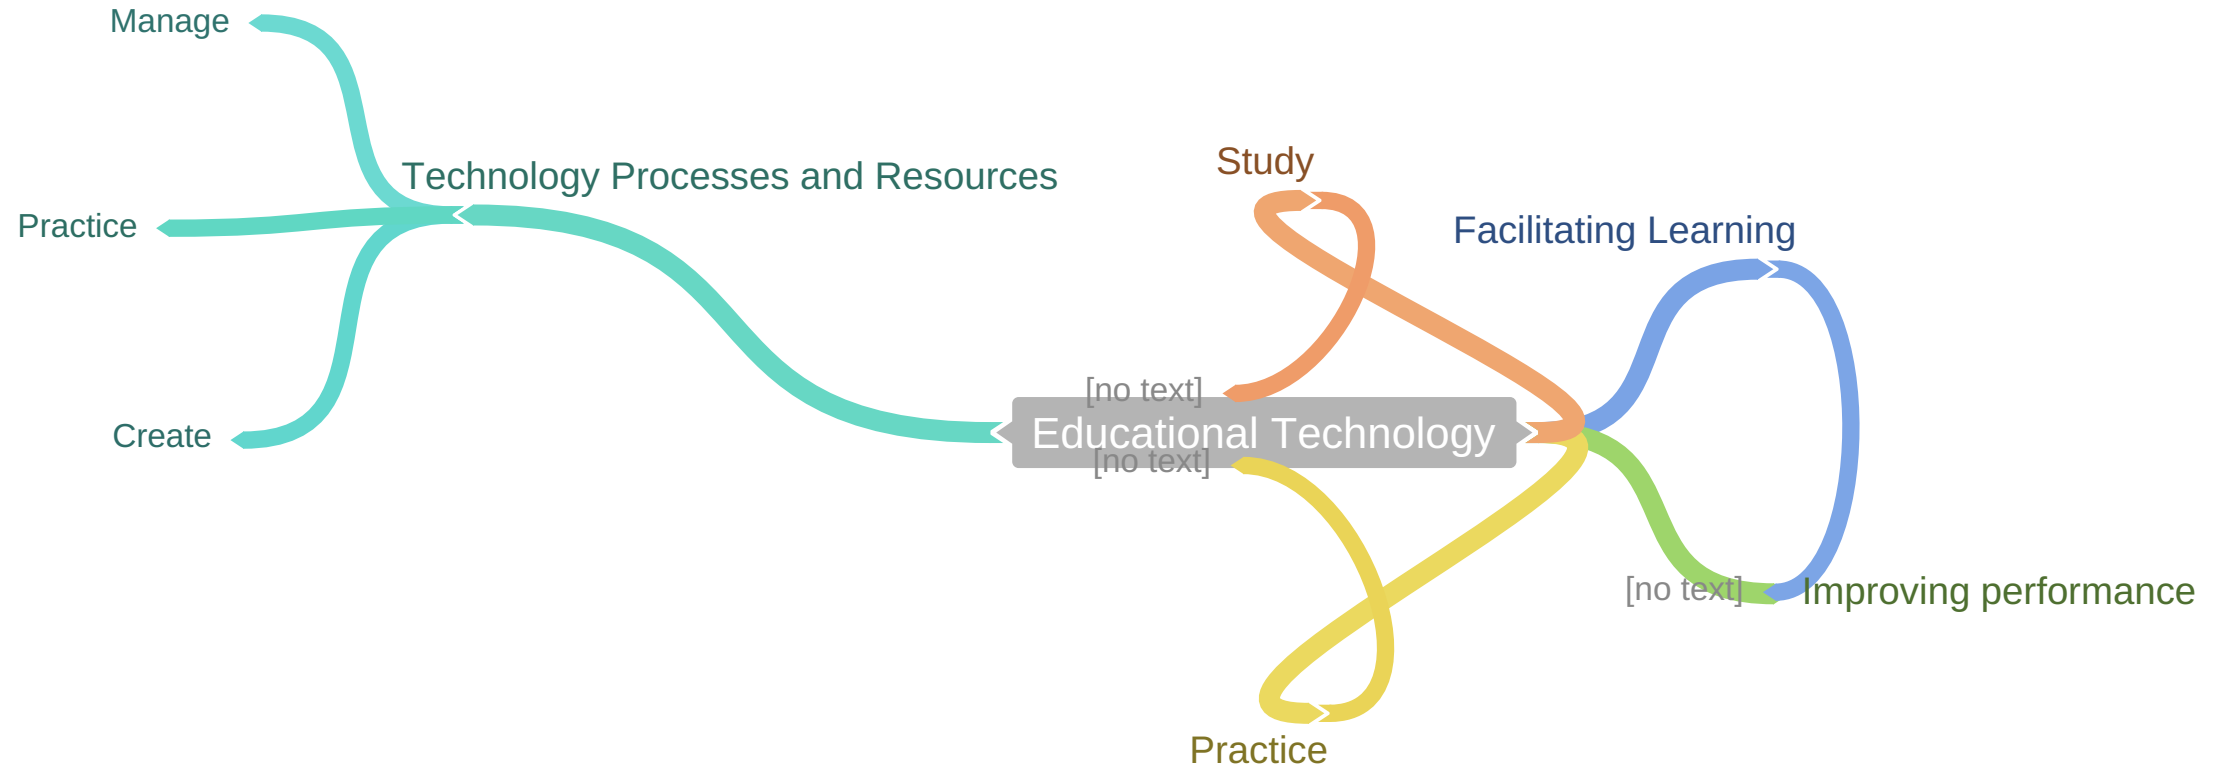 Manage
Technology Processes and Resources
Practice
Create
Study
Facilitating Learning
[no text]
Educational Technology
[no text]
[no text]
Improving performance
Practice